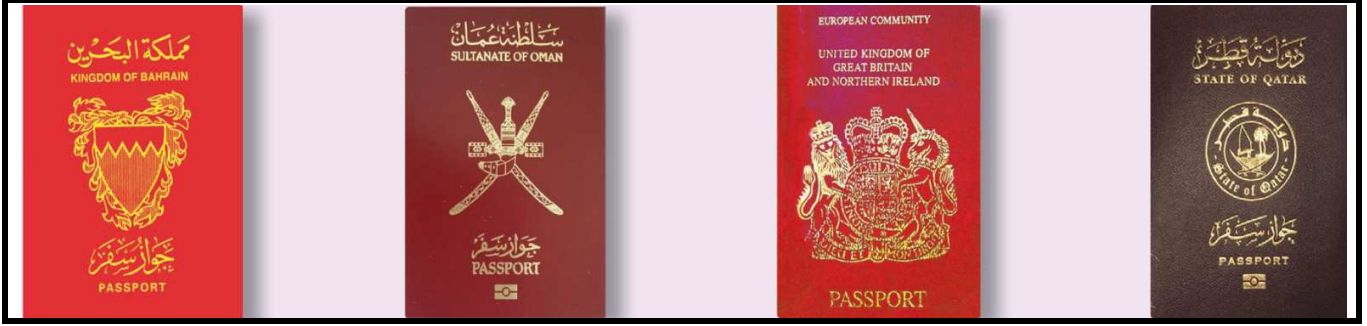 مملكة البحرين
KINGDOM OF BAHRAIN
جواز سفر
PASSPORT
سلطنة عمان
SULTANATE OF OMAN
جواز سفر
PASSPORT
EUROPEAN COMMUNITY
UNITED KINGDOM OF
GREAT BRITAIN
AND NORTHERN IRELAND
PASSPORT
دولة قطر
STATE OF QATAR
دولة قطر
State of Qatar
جواز سفر
PASSPORT